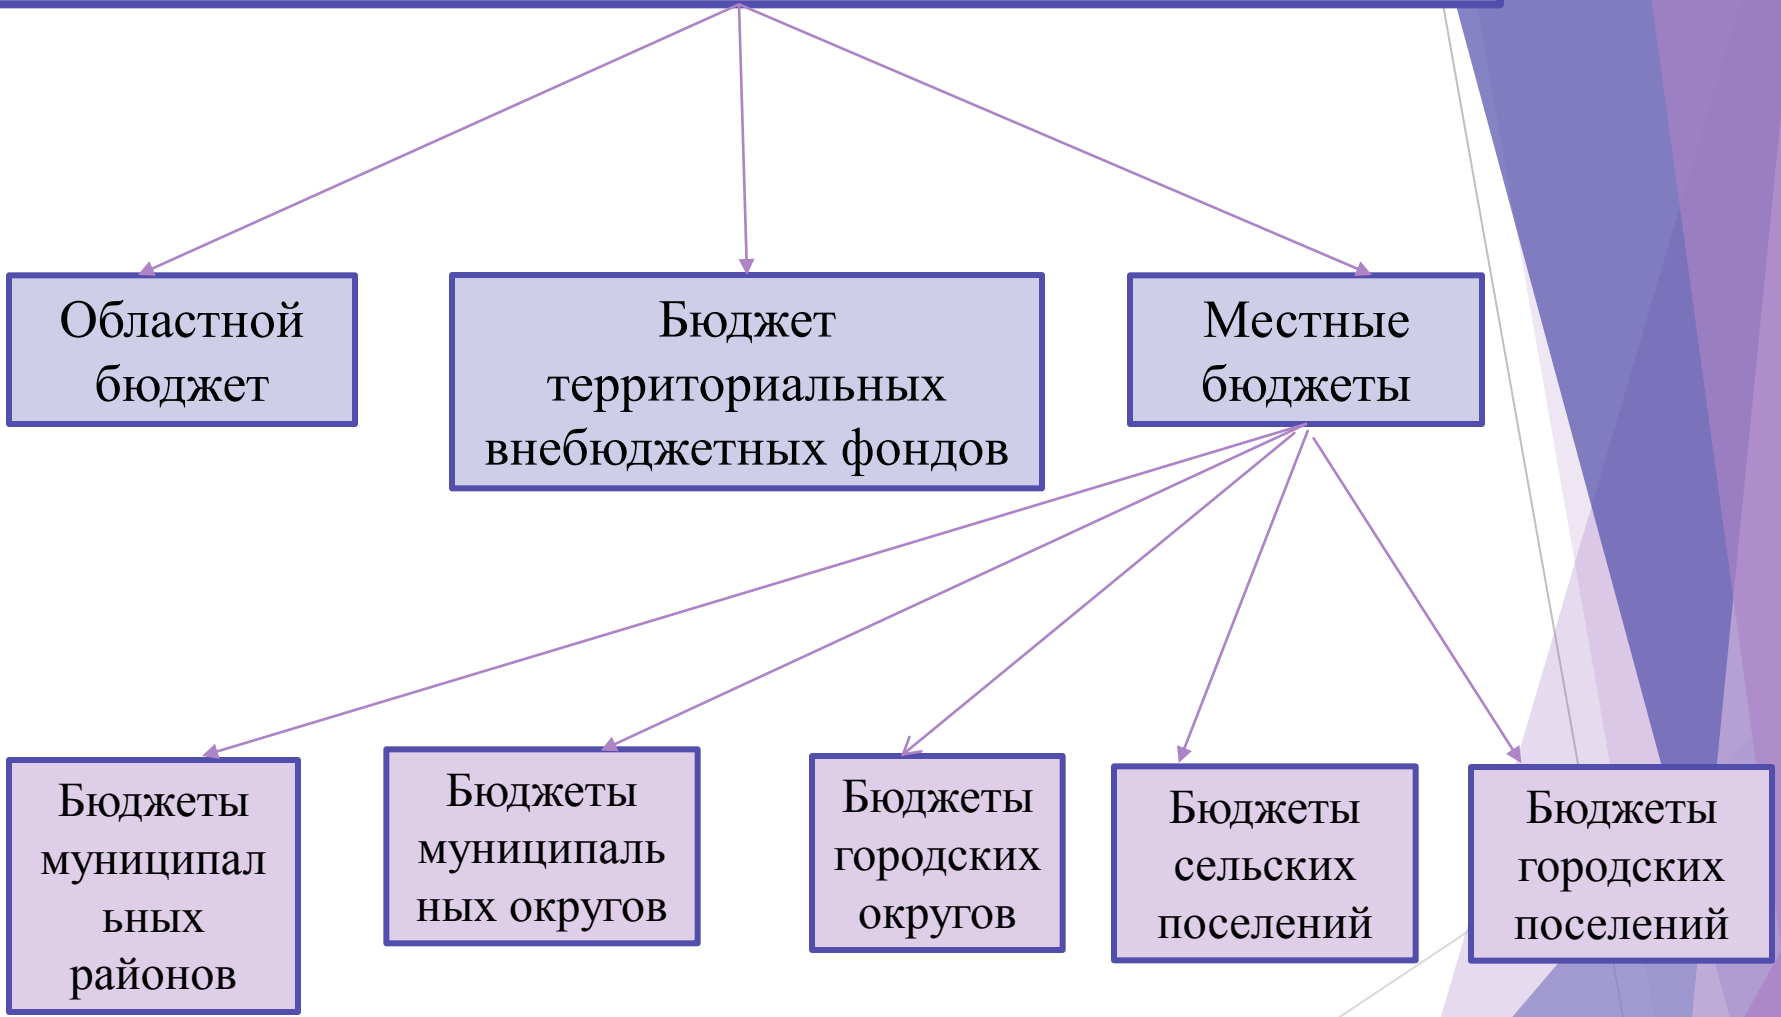 Областной
бюджет
Бюджет
территориальных
внебюджетных фондов
Местные
бюджеты
Бюджеты
муниципал
ьных
районов
Бюджеты
муниципаль
ных округов
Бюджеты
городских
округов
Бюджеты
сельских
поселений
Бюджеты
городских
поселений